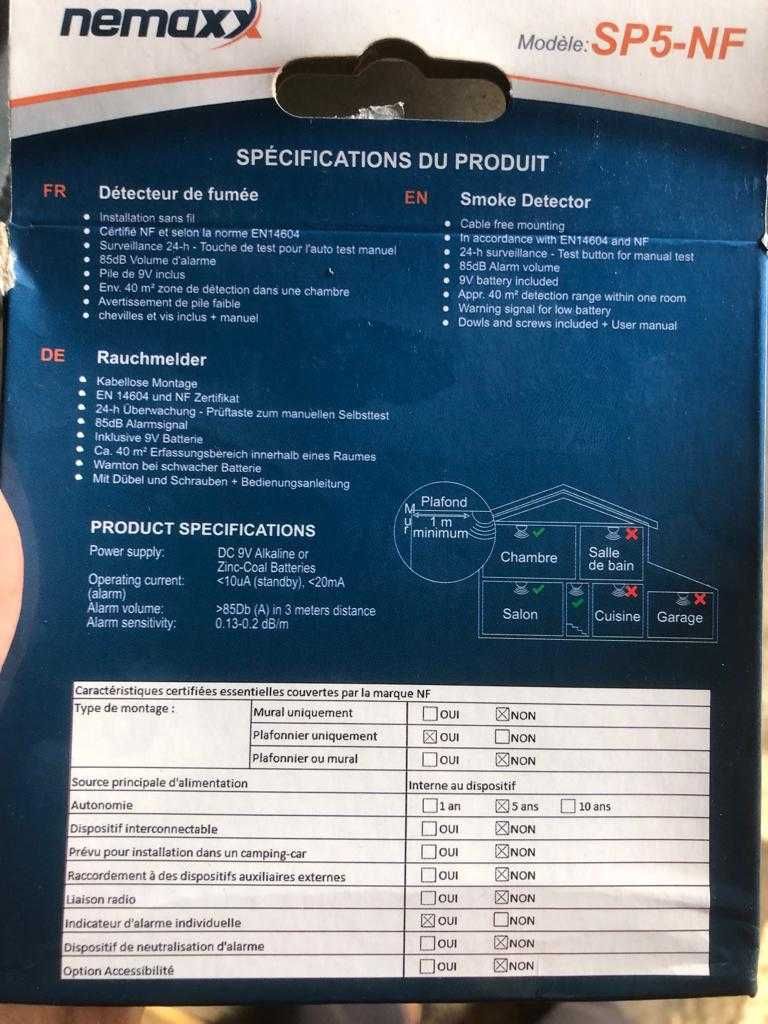 nemaxx
Modèle: SP5-NF
SPÉCIFICATIONS DU PRODUIT
FR Détecteur de fumée
• Installation sans fil
• Cértifié NF et selon la norme EN14604
• Surveillance 24-h - Touche de test pour l'auto test manuel
• 85dB Volume d'alarme
• Pile de 9V inclus
• Env. 40 m² zone de détection dans une chambre
• Avertissement de pile faible
• chevilles et vis inclus + manuel
EN Smoke Detector
• Cable free mounting
• In accordance with EN14604 and NF
• 24-h surveillance - Test button for manual test
• 85dB Alarm volume
• 9V battery included
• Appr. 40 m² detection range within one room
• Warning signal for low battery
• Dowls and screws included + User manual
DE Rauchmelder
• Kabellose Montage
• EN 14604 und NF Zertifikat
• 24-h Überwachung - Prüftaste zum manuellen Selbsttest
• 85dB Alarmsignal
• Inklusive 9V Batterie
• Ca. 40 m² Erfassungsbereich innerhalb eines Raumes
• Warnton bei schwacher Batterie
• Mit Dübel und Schrauben + Bedienungsanleitung
PRODUCT SPECIFICATIONS
Power supply: DC 9V Alkaline or
Zinc-Coal Batteries
Operating current: <10uA (standby), <20mA
(alarm)
Alarm volume: >85Db (A) in 3 meters distance
Alarm sensitivity: 0.13-0.2 dB/m
Plafond
Mur
1 m
minimum
Chambre
Salle
de bain
Salon
Cuisine
Garage
Caractéristiques certifiées essentielles couvertes par la marque NF
Type de montage :
Mural uniquement ☐ OUI ☒ NON
Plafonnier uniquement ☒ OUI ☐ NON
Plafonnier ou mural ☐ OUI ☒ NON
Source principale d'alimentation Interne au dispositif
Autonomie ☐ 1 an ☒ 5 ans ☐ 10 ans
Dispositif interconnectable ☐ OUI ☒ NON
Prévu pour installation dans un camping-car ☐ OUI ☒ NON
Raccordement à des dispositifs auxiliaires externes ☐ OUI ☒ NON
Liaison radio ☐ OUI ☒ NON
Indicateur d'alarme individuelle ☒ OUI ☐ NON
Dispositif de neutralisation d'alarme ☐ OUI ☒ NON
Option Accessibilité ☐ OUI ☒ NON